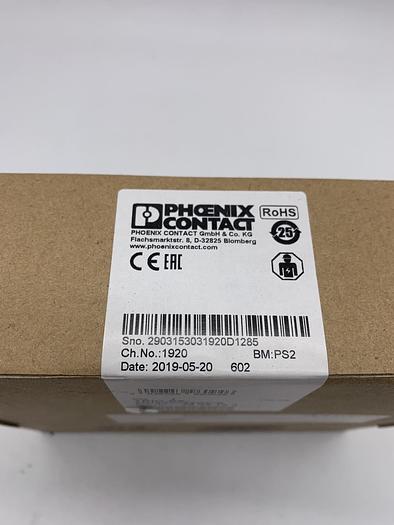 PHOENIX
CONTACT
RoHS
PHOENIX CONTACT GmbH & Co. KG
Flachsmarktstr. 8, D-32825 Blomberg
www.phoenixcontact.com
25
CE EAC
Sno. 2903153031920D1285
Ch.No.:1920 BM:PS2
Date: 2019-05-20 602